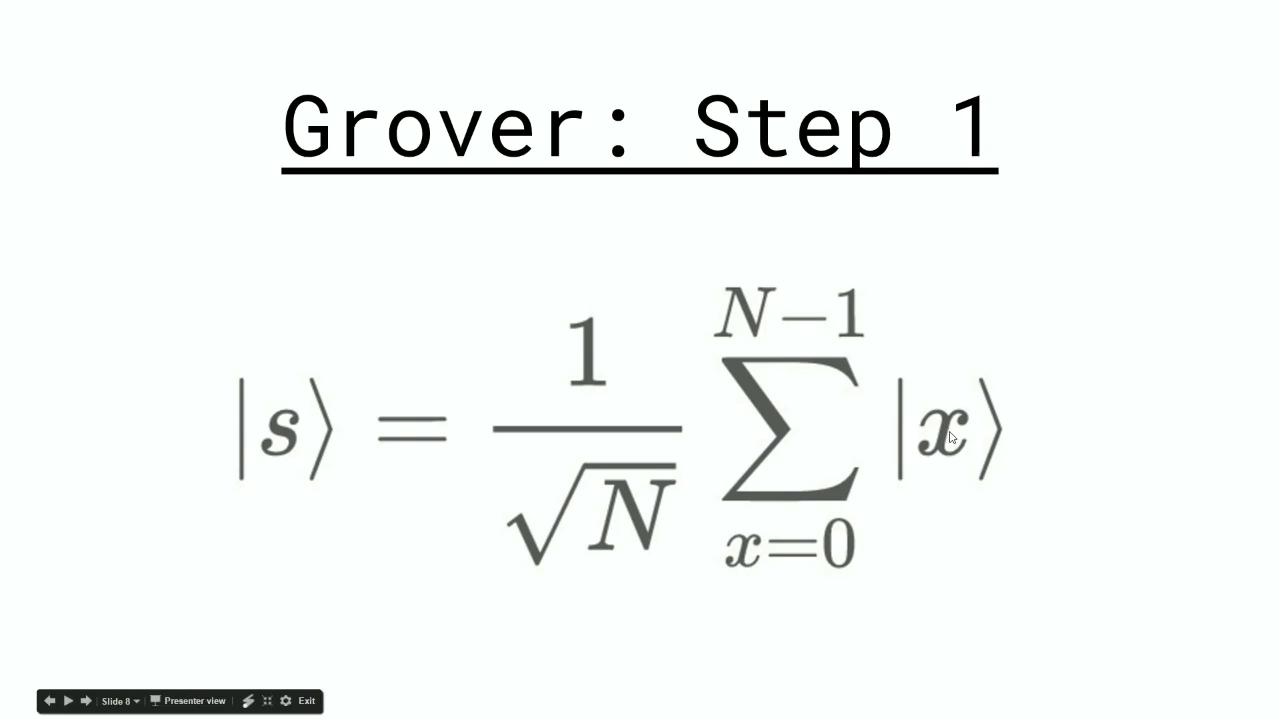 Grover: Step 1
|s⟩ = 1/√N ∑_{x=0}^{N−1} |x⟩
Slide 8 Presenter view Exit